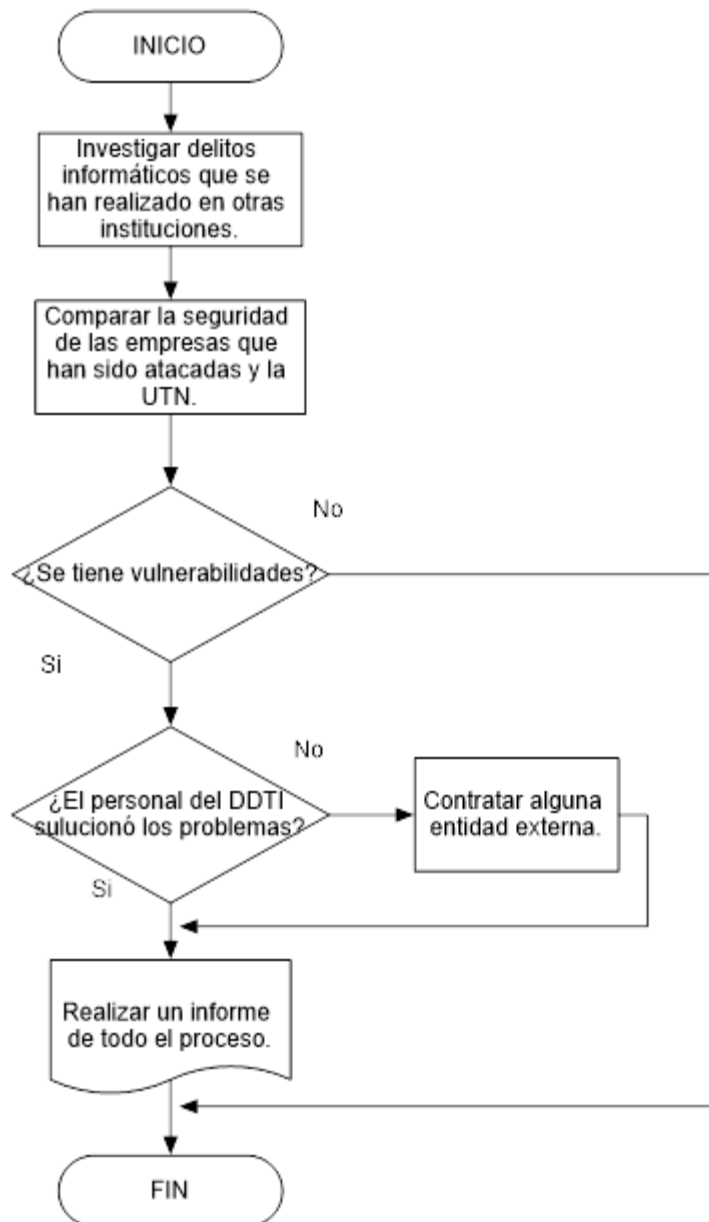 INICIO
Investigar delitos
informáticos que se
han realizado en otras
instituciones.
Comparar la seguridad
de las empresas que
han sido atacadas y la
UTN.
No
¿Se tiene vulnerabilidades?
Si
No
¿El personal del DDTI
sulucionó los problemas?
Contratar alguna
entidad externa.
Si
Realizar un informe
de todo el proceso.
FIN